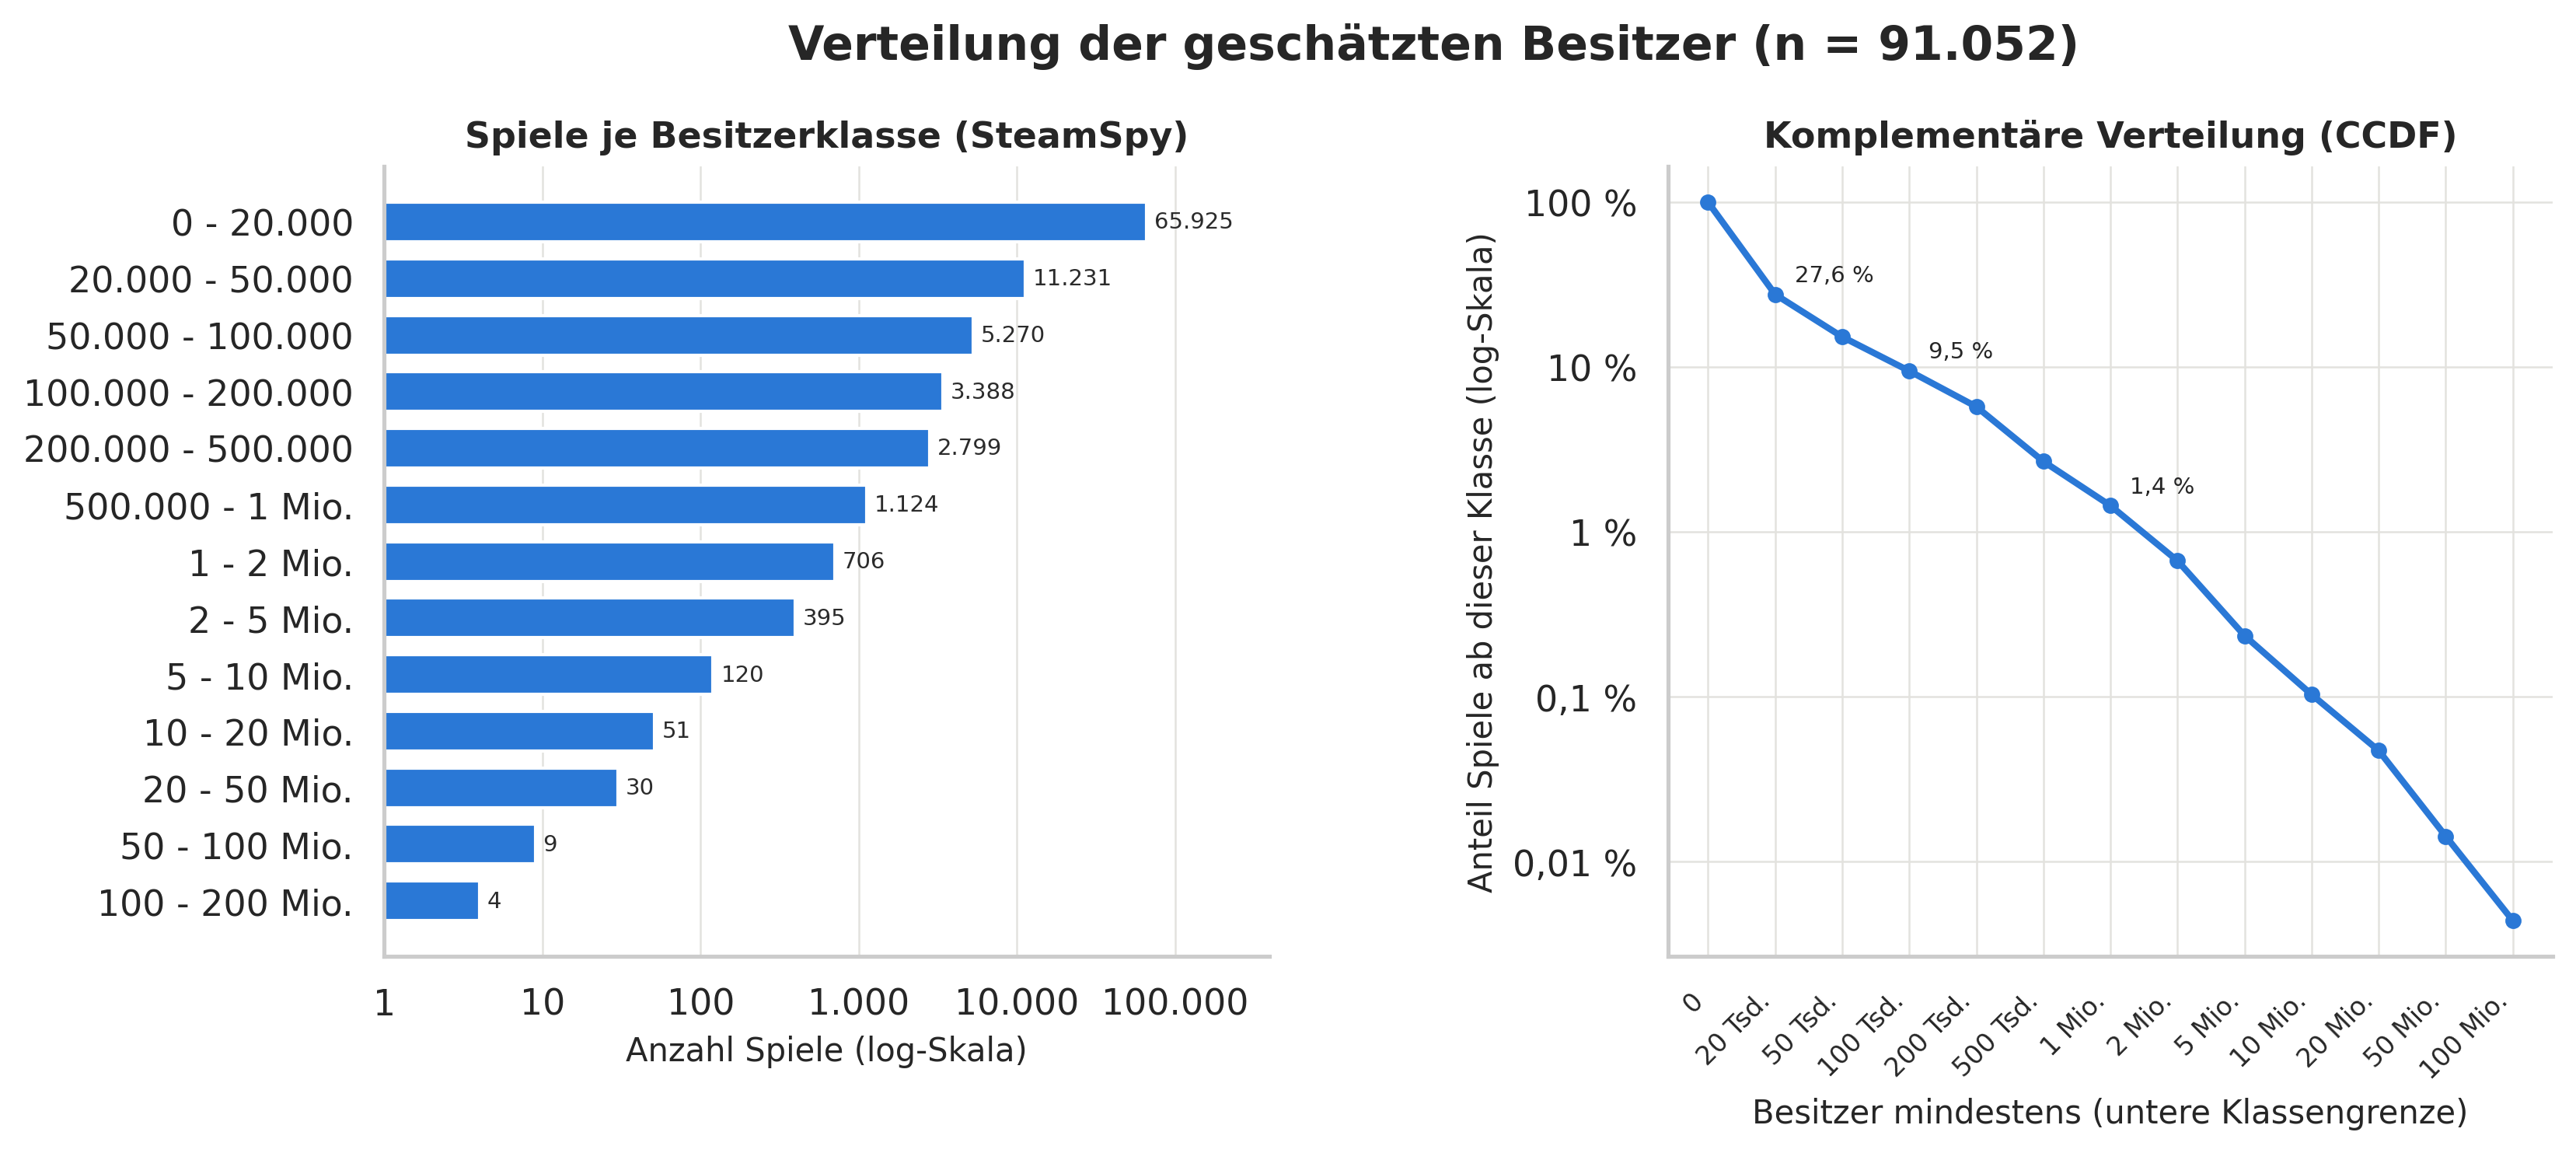 Verteilung der geschätzten Besitzer (n = 91.052)
Spiele je Besitzerklasse (SteamSpy)
0 - 20.000
65.925
20.000 - 50.000
11.231
50.000 - 100.000
5.270
100.000 - 200.000
3.388
200.000 - 500.000
2.799
500.000 - 1 Mio.
1.124
1 - 2 Mio.
706
2 - 5 Mio.
395
5 - 10 Mio.
120
10 - 20 Mio.
51
20 - 50 Mio.
30
50 - 100 Mio.
9
100 - 200 Mio.
4
1
10
100
1.000
10.000
100.000
Anzahl Spiele (log-Skala)
Komplementäre Verteilung (CCDF)
Anteil Spiele ab dieser Klasse (log-Skala)
100 %
10 %
1 %
0,1 %
0,01 %
27,6 %
9,5 %
1,4 %
0
20 Tsd.
50 Tsd.
100 Tsd.
200 Tsd.
500 Tsd.
1 Mio.
2 Mio.
5 Mio.
10 Mio.
20 Mio.
50 Mio.
100 Mio.
Besitzer mindestens (untere Klassengrenze)